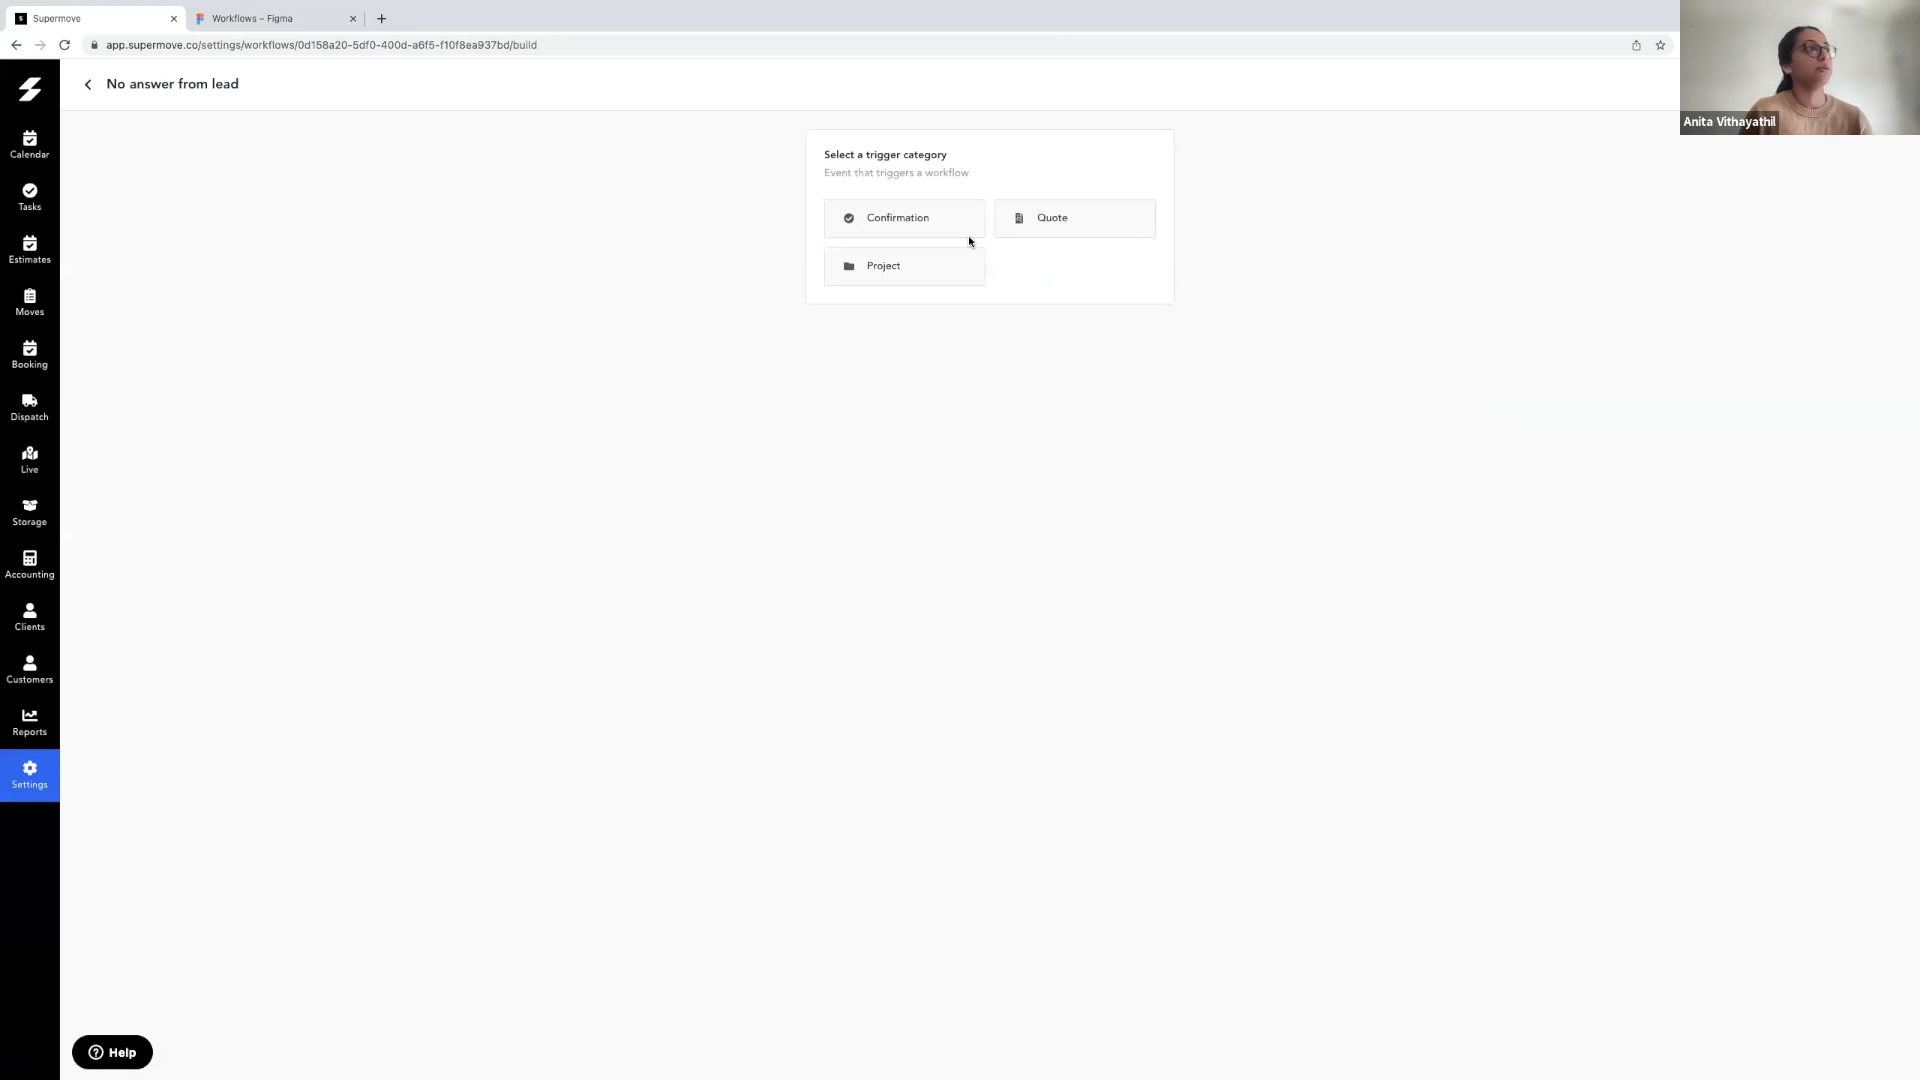 Supermove
Workflows – Figma
app.supermove.co/settings/workflows/0d158a20-5df0-400d-a6f5-f10f8ea937bd/build
Anita Vithayathil
No answer from lead
Calendar
Tasks
Estimates
Moves
Booking
Dispatch
Live
Storage
Accounting
Clients
Customers
Reports
Settings
Select a trigger category
Event that triggers a workflow
Confirmation
Quote
Project
Help